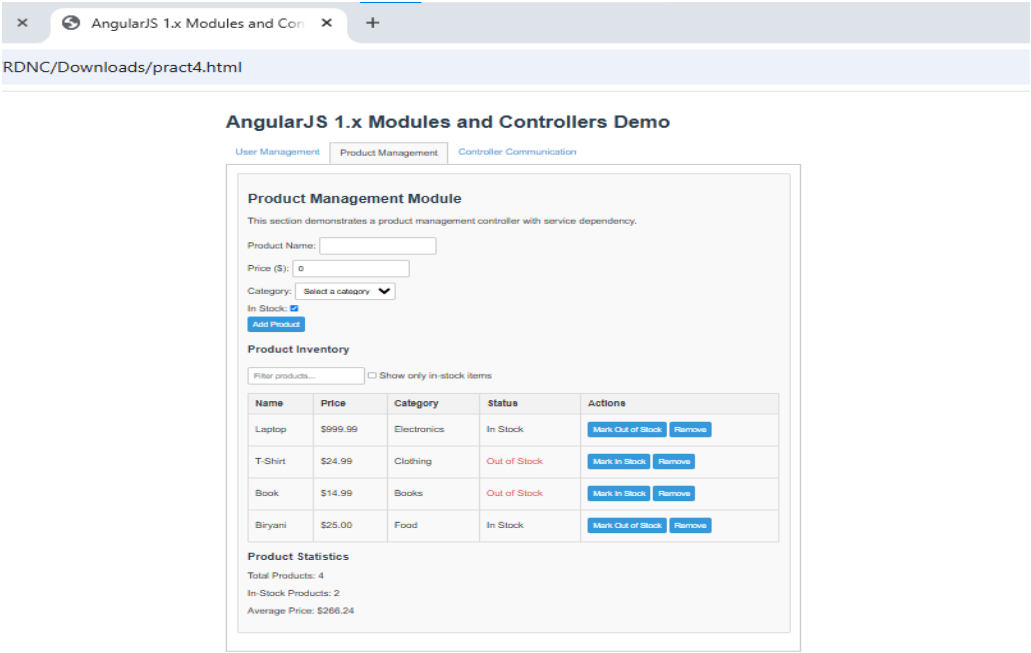 AngularJS 1.x Modules and Con
RDNC/Downloads/pract4.html
AngularJS 1.x Modules and Controllers Demo
User Management Product Management Controller Communication
Product Management Module
This section demonstrates a product management controller with service dependency.
Product Name:
Price ($): 0
Category: Select a category
In Stock:
Add Product
Product Inventory
Filter products... Show only in-stock items
Name Price Category Status Actions
Laptop $999.99 Electronics In Stock Mark Out of Stock Remove
T-Shirt $24.99 Clothing Out of Stock Mark In Stock Remove
Book $14.99 Books Out of Stock Mark In Stock Remove
Biryani $25.00 Food In Stock Mark Out of Stock Remove
Product Statistics
Total Products: 4
In-Stock Products: 2
Average Price: $266.24